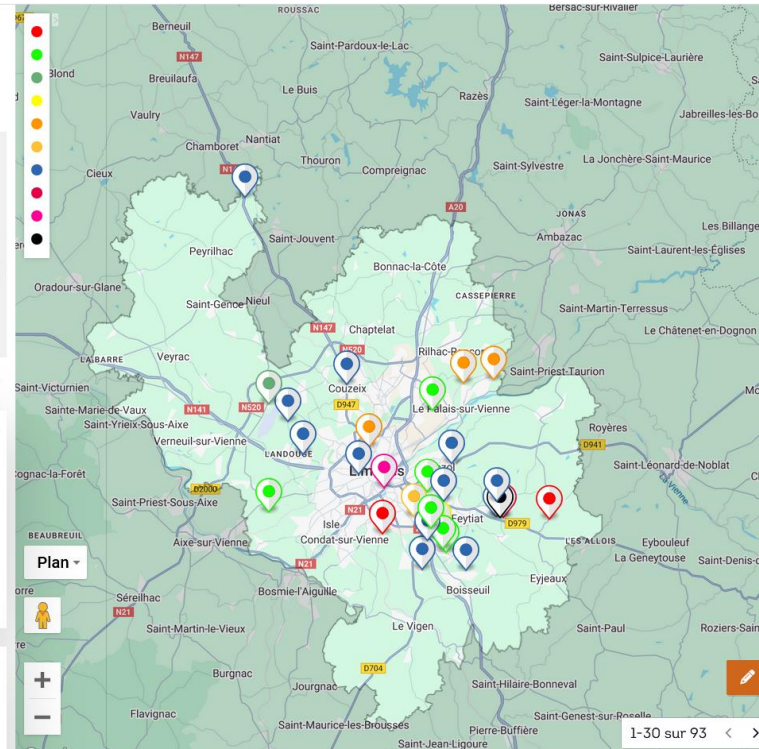 ROUSSAC
Bersac-sur-Rivalier
Berneuil
Saint-Pardoux-le-Lac
N147
Saint-Sulpice-Laurière
Blond
Breuilaufa
Le Buis
Razès
Saint-Léger-la-Montagne
Vaulry
Jabreilles-les-Bo
Nantiat
Chamboret
Thouron
Compreignac
Saint-Sylvestre
La Jonchère-Saint-Maurice
Cieux
N1
A20
JONAS
Les Billange
Saint-Jouvent
Ambazac
Peyrilhac
Saint-Laurent-les-Églises
Bonnac-la-Côte
Oradour-sur-Glane
CASSEPIERRE
Saint-Gence
Nieul
Saint-Martin-Terressus
N147
Chaptelat
Le Châtenet-en-Dognon
N520
LA BARRE
Veyrac
Rilhac-Rancon
Saint-Priest-Taurion
Saint-Victurnien
Couzeix
N520
D947
Sainte-Marie-de-Vaux
N141
Le Palais-sur-Vienne
Saint-Yrieix-Sous-Aixe
Royères
Verneuil-sur-Vienne
D941
LANDOUGE
Saint-Léonard-de-Noblat
Cognac-la-Forêt
D2000
La Vienne
Saint-Priest-Sous-Aixe
N21
Isle
Feytiat
D979
BEAUBREUIL
Aixe-sur-Vienne
Condat-sur-Vienne
LES ALLOIS
Eybouleuf
Plan
N21
La Geneytouse
Saint-Denis-d
Eyjeaux
Séreilhac
Bosmie-l'Aiguille
Boisseuil
N21
Saint-Martin-le-Vieux
Le Vigen
Saint-Paul
Roziers-Sain
D704
Burgnac
Jourgnac
Saint-Hilaire-Bonneval
Flavignac
Saint-Maurice-les-Brousses
Saint-Genest-sur-Roselle
Pierre-Buffière
1-30 sur 93
Saint-Jean-Ligoure